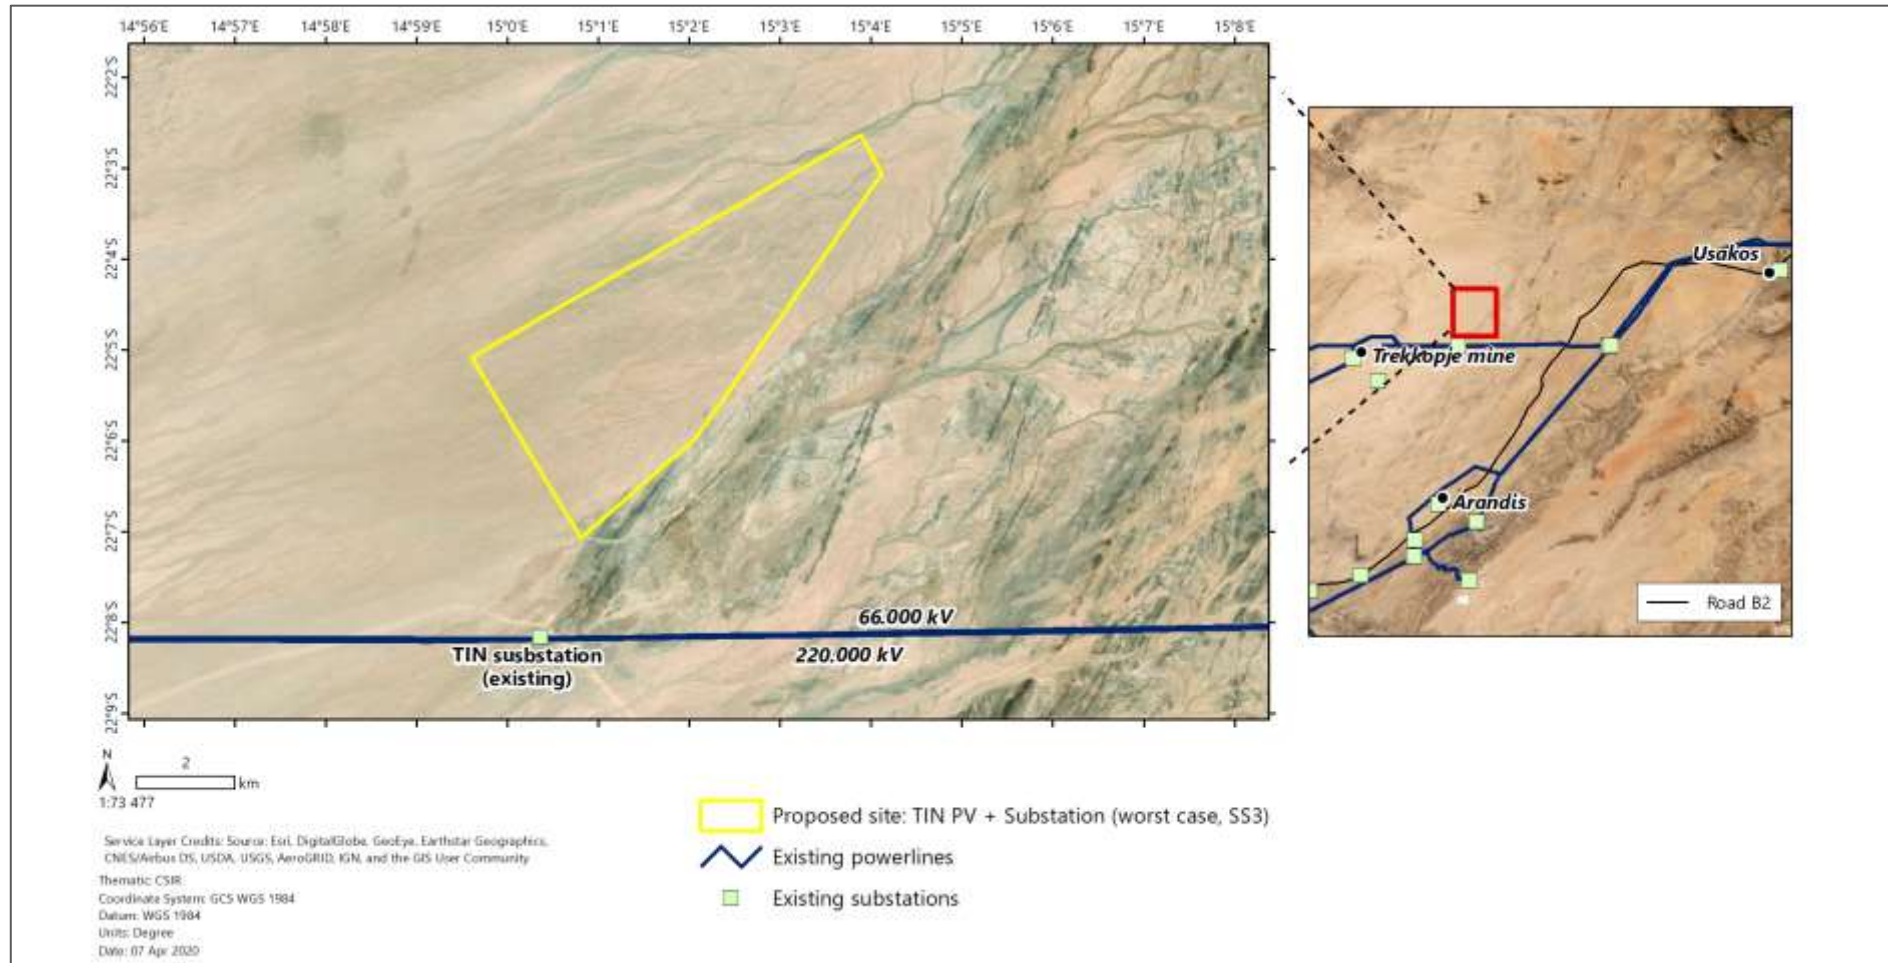 14°56'E 14°57'E 14°58'E 14°59'E 15°0'E 15°1'E 15°2'E 15°3'E 15°4'E 15°5'E 15°6'E 15°7'E 15°8'E
22°2'S
22°3'S
22°4'S
22°5'S
22°6'S
22°7'S
22°8'S
22°9'S
66.000 kV
220.000 kV
TIN susbstation
(existing)
Usakos
Trekkopje mine
Arandis
Road B2
N
2
km
1:73 477
Service Layer Credits: Source: Esri, DigitalGlobe, GeoEye, Earthstar Geographics,
CNES/Airbus DS, USDA, USGS, AeroGRID, IGN, and the GIS User Community
Thematic: CSIR
Coordinate System: GCS WGS 1984
Datum: WGS 1984
Units: Degree
Date: 07 Apr 2020
Proposed site: TIN PV + Substation (worst case, SS3)
Existing powerlines
Existing substations